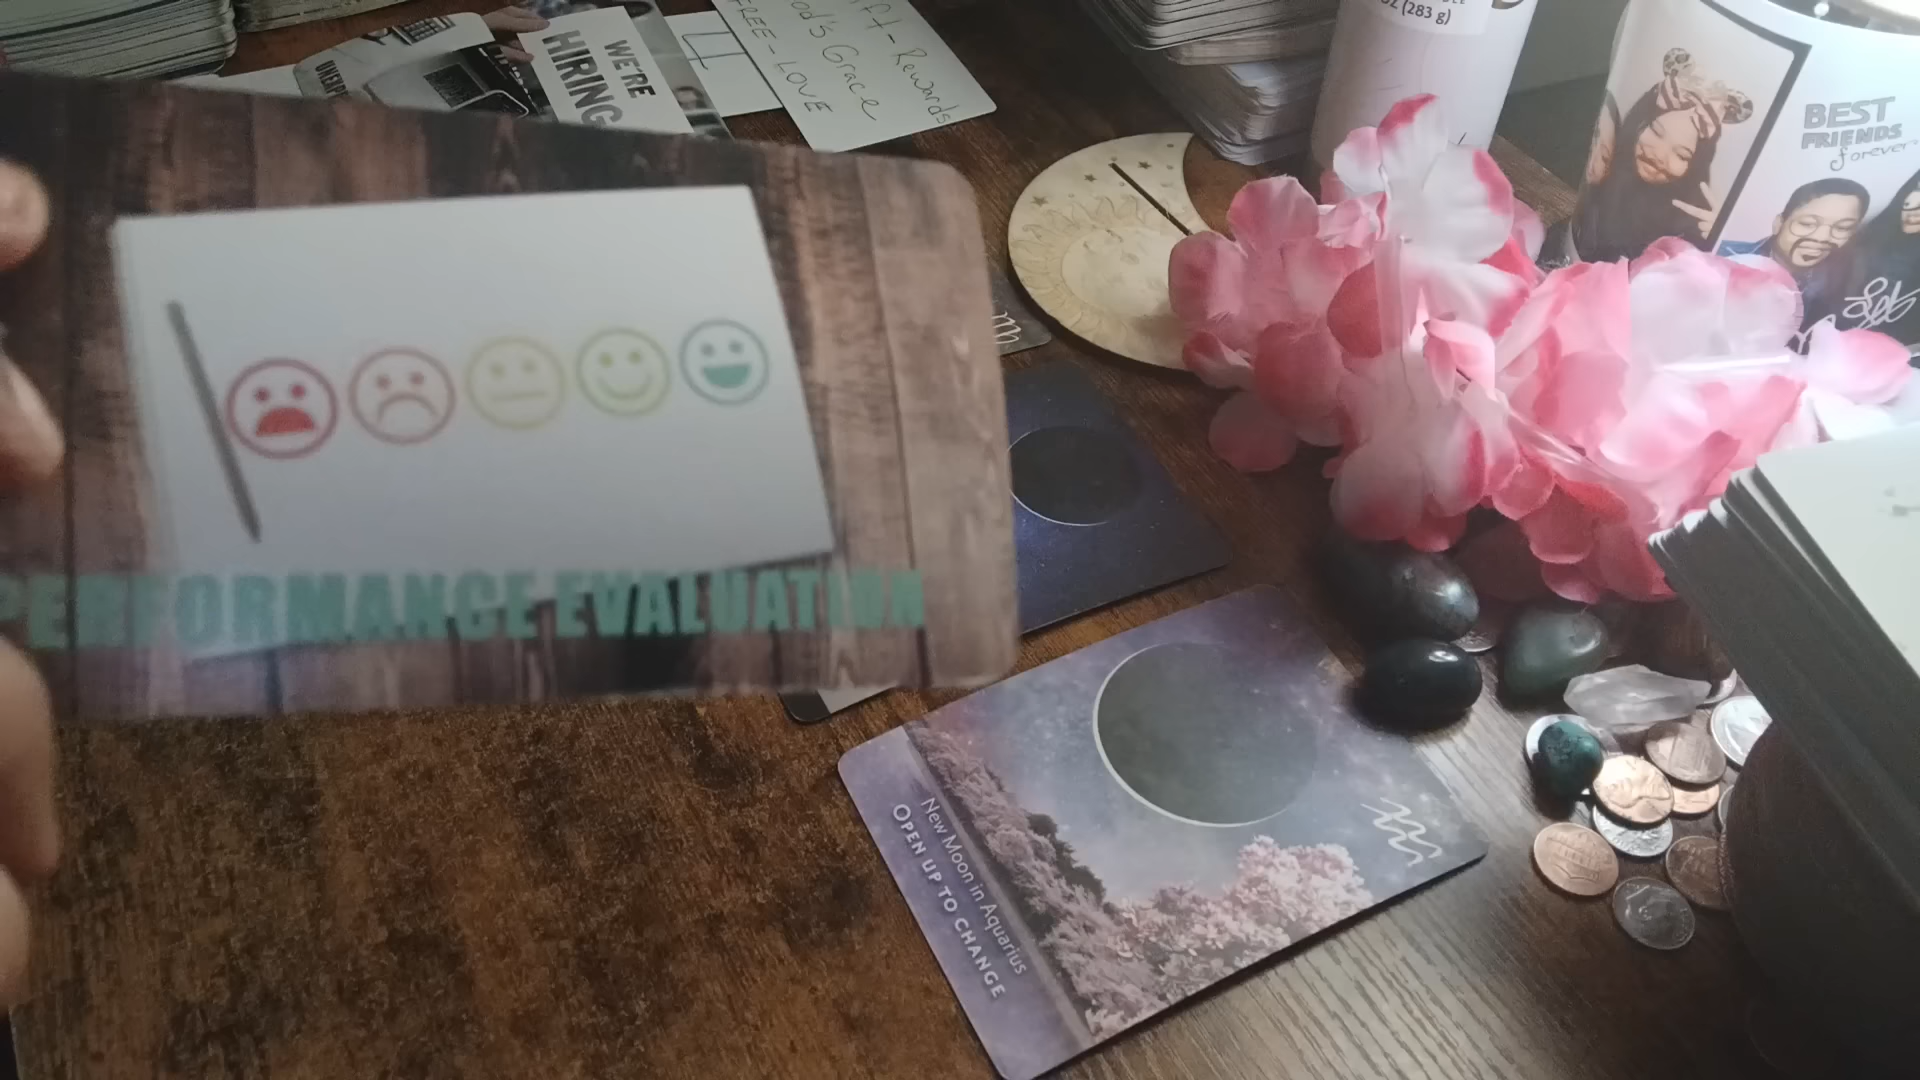 WE'RE
HIRING
4
Rewards
God's Grace
FREE - LOVE
OZ (283 g)
BEST
FRIENDS
forever
PERFORMANCE EVALUATION
New Moon in Aquarius
OPEN UP TO CHANGE